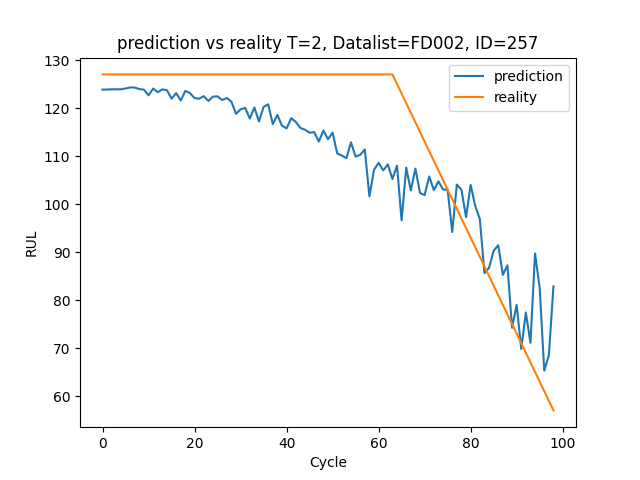 prediction vs reality T=2, Datalist=FD002, ID=257
prediction
reality
130
120
110
100
90
80
70
60
RUL
0 20 40 60 80 100
Cycle